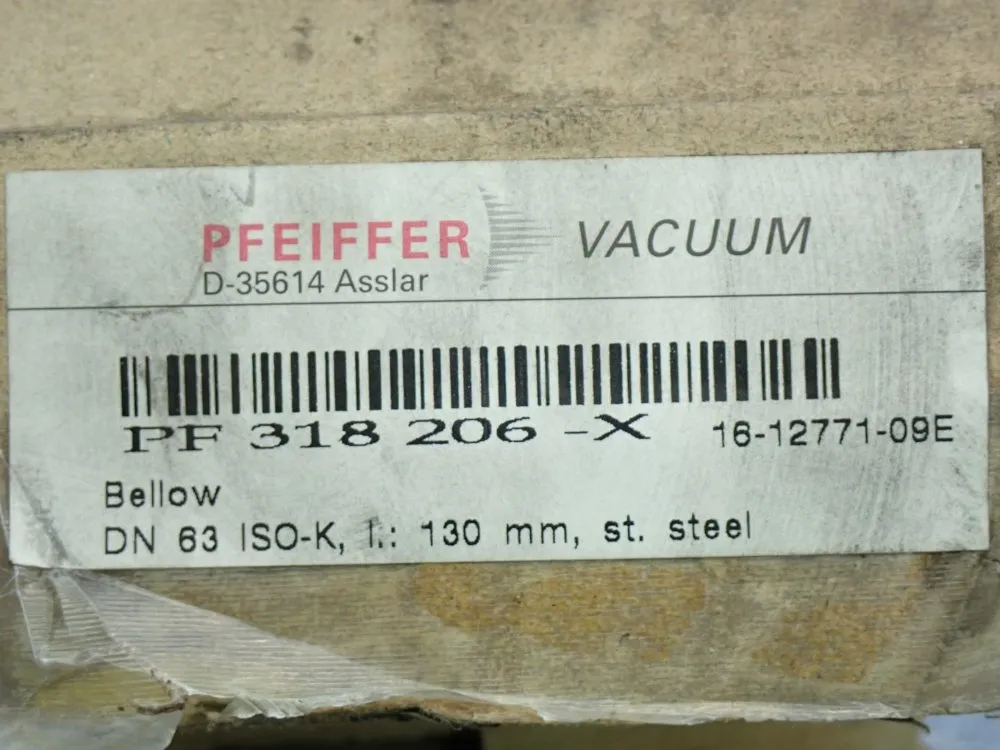 PFEIFFER VACUUM
D-35614 Asslar
PF 318 206 -X 16-12771-09E
Bellow
DN 63 ISO-K, l.: 130 mm, st. steel